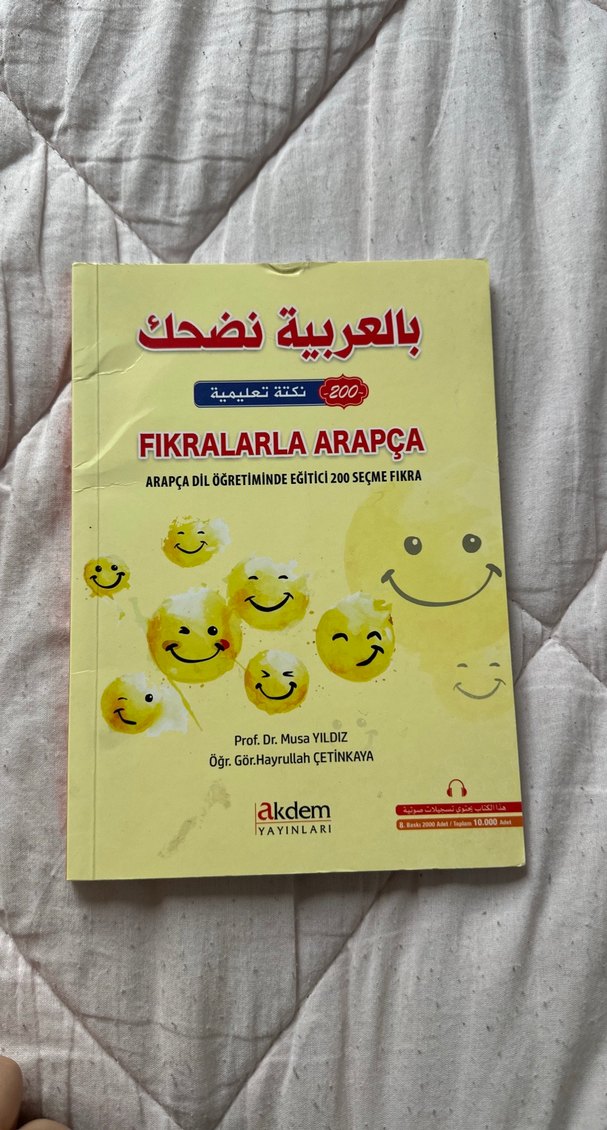 بالعربية نضحك
-200- نكتة تعليمية
FIKRALARLA ARAPÇA
ARAPÇA DİL ÖĞRETİMİNDE EĞİTİCİ 200 SEÇME FIKRA
Prof. Dr. Musa YILDIZ
Öğr. Gör.Hayrullah ÇETİNKAYA
akdem
YAYINLARI
هذا الكتاب يحتوي تسجيلات صوتية
8. Baskı 2000 Adet / Toplam 10.000 Adet